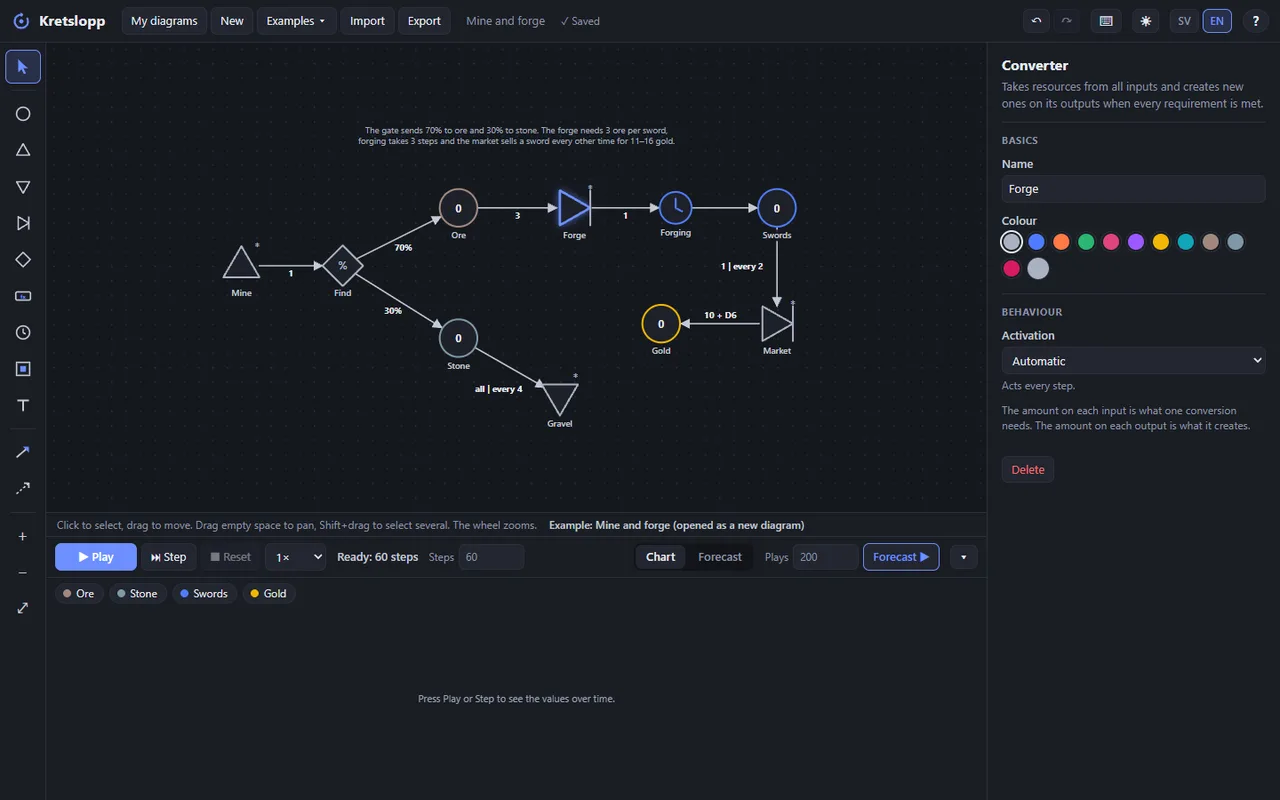 Kretslopp
My diagrams
New
Examples
Import
Export
Mine and forge
✓ Saved
SV
EN
?
The gate sends 70% to ore and 30% to stone. The forge needs 3 ore per sword,
forging takes 3 steps and the market sells a sword every other time for 11–16 gold.
0
Ore
3
*
Forge
1
Forging
0
Swords
70%
*
Mine
1
%
Find
30%
1 | every 2
0
Stone
0
Gold
10 + D6
*
Market
all | every 4
*
Gravel
T
+
−
Click to select, drag to move. Drag empty space to pan, Shift+drag to select several. The wheel zooms.
Example: Mine and forge (opened as a new diagram)
Play
Step
Reset
1×
Ready: 60 steps
Steps
60
Chart
Forecast
Plays
200
Forecast
Ore
Stone
Swords
Gold
Press Play or Step to see the values over time.
Converter
Takes resources from all inputs and creates new
ones on its outputs when every requirement is met.
BASICS
Name
Forge
Colour
BEHAVIOUR
Activation
Automatic
Acts every step.
The amount on each input is what one conversion
needs. The amount on each output is what it creates.
Delete